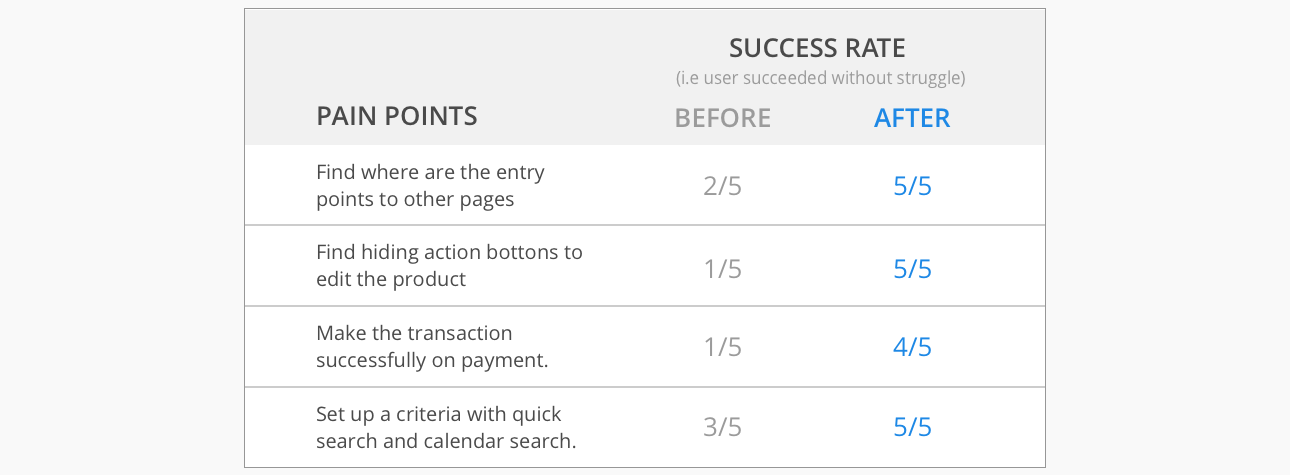 SUCCESS RATE
(i.e user succeeded without struggle)
PAIN POINTS BEFORE AFTER
Find where are the entry
points to other pages
2/5 5/5
Find hiding action bottons to
edit the product
1/5 5/5
Make the transaction
successfully on payment.
1/5 4/5
Set up a criteria with quick
search and calendar search.
3/5 5/5